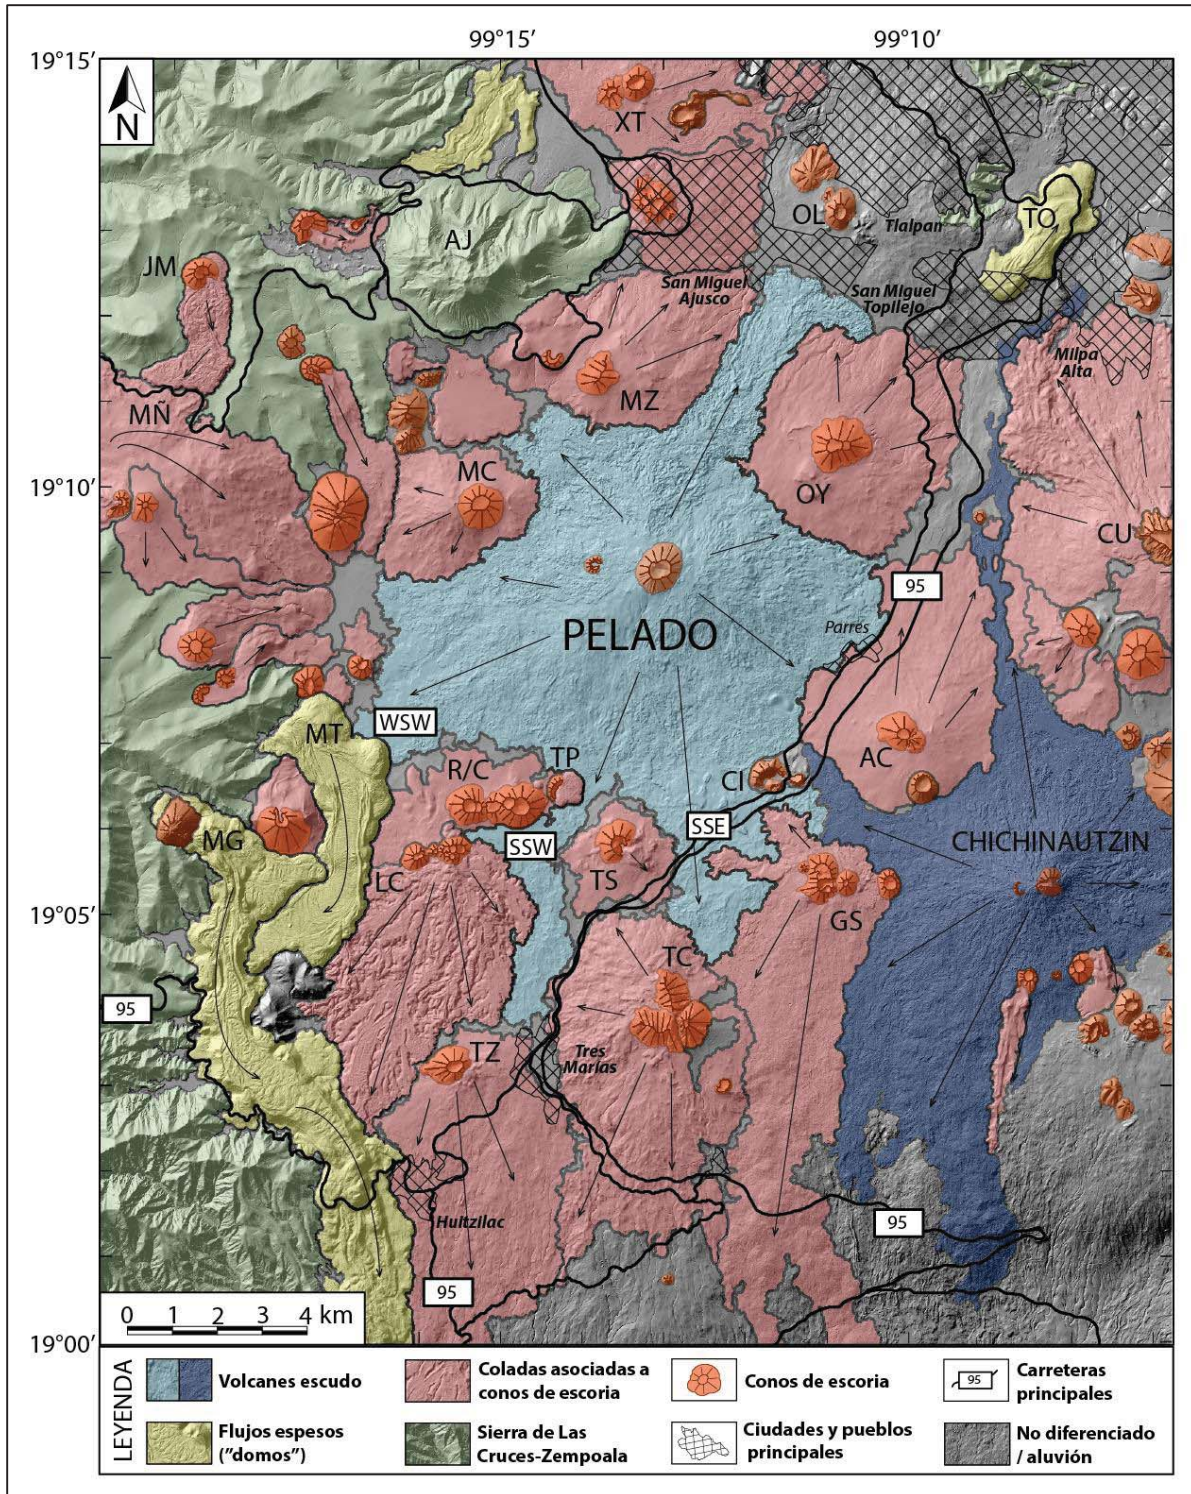 99°15’
99°10’
19°15’
N
XT
OL
Tlalpan
TO
AJ
JM
San Miguel
Ajusco
San Miguel
Topilejo
Milpa
Alta
MÑ
MZ
19°10’
MC
OY
CU
95
PELADO
Parres
WSW
MT
R/C
TP
CI
AC
MG
SSE
SSW
CHICHINAUTZIN
LC
TS
GS
19°05’
TC
95
TZ
Tres
Marías
Huitzilac
95
95
0 1 2 3 4 km
19°00’
LEYENDA
Volcanes escudo
Coladas asociadas a
conos de escoria
Conos de escoria
95
Carreteras
principales
Flujos espesos
(”domos”)
Sierra de Las
Cruces-Zempoala
Ciudades y pueblos
principales
No diferenciado
/ aluvión